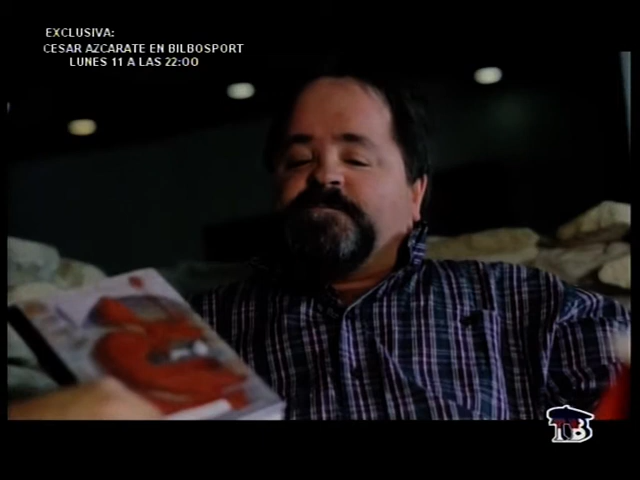 EXCLUSIVA:
CESAR AZCARATE EN BILBOSPORT
LUNES 11 A LAS 22:00